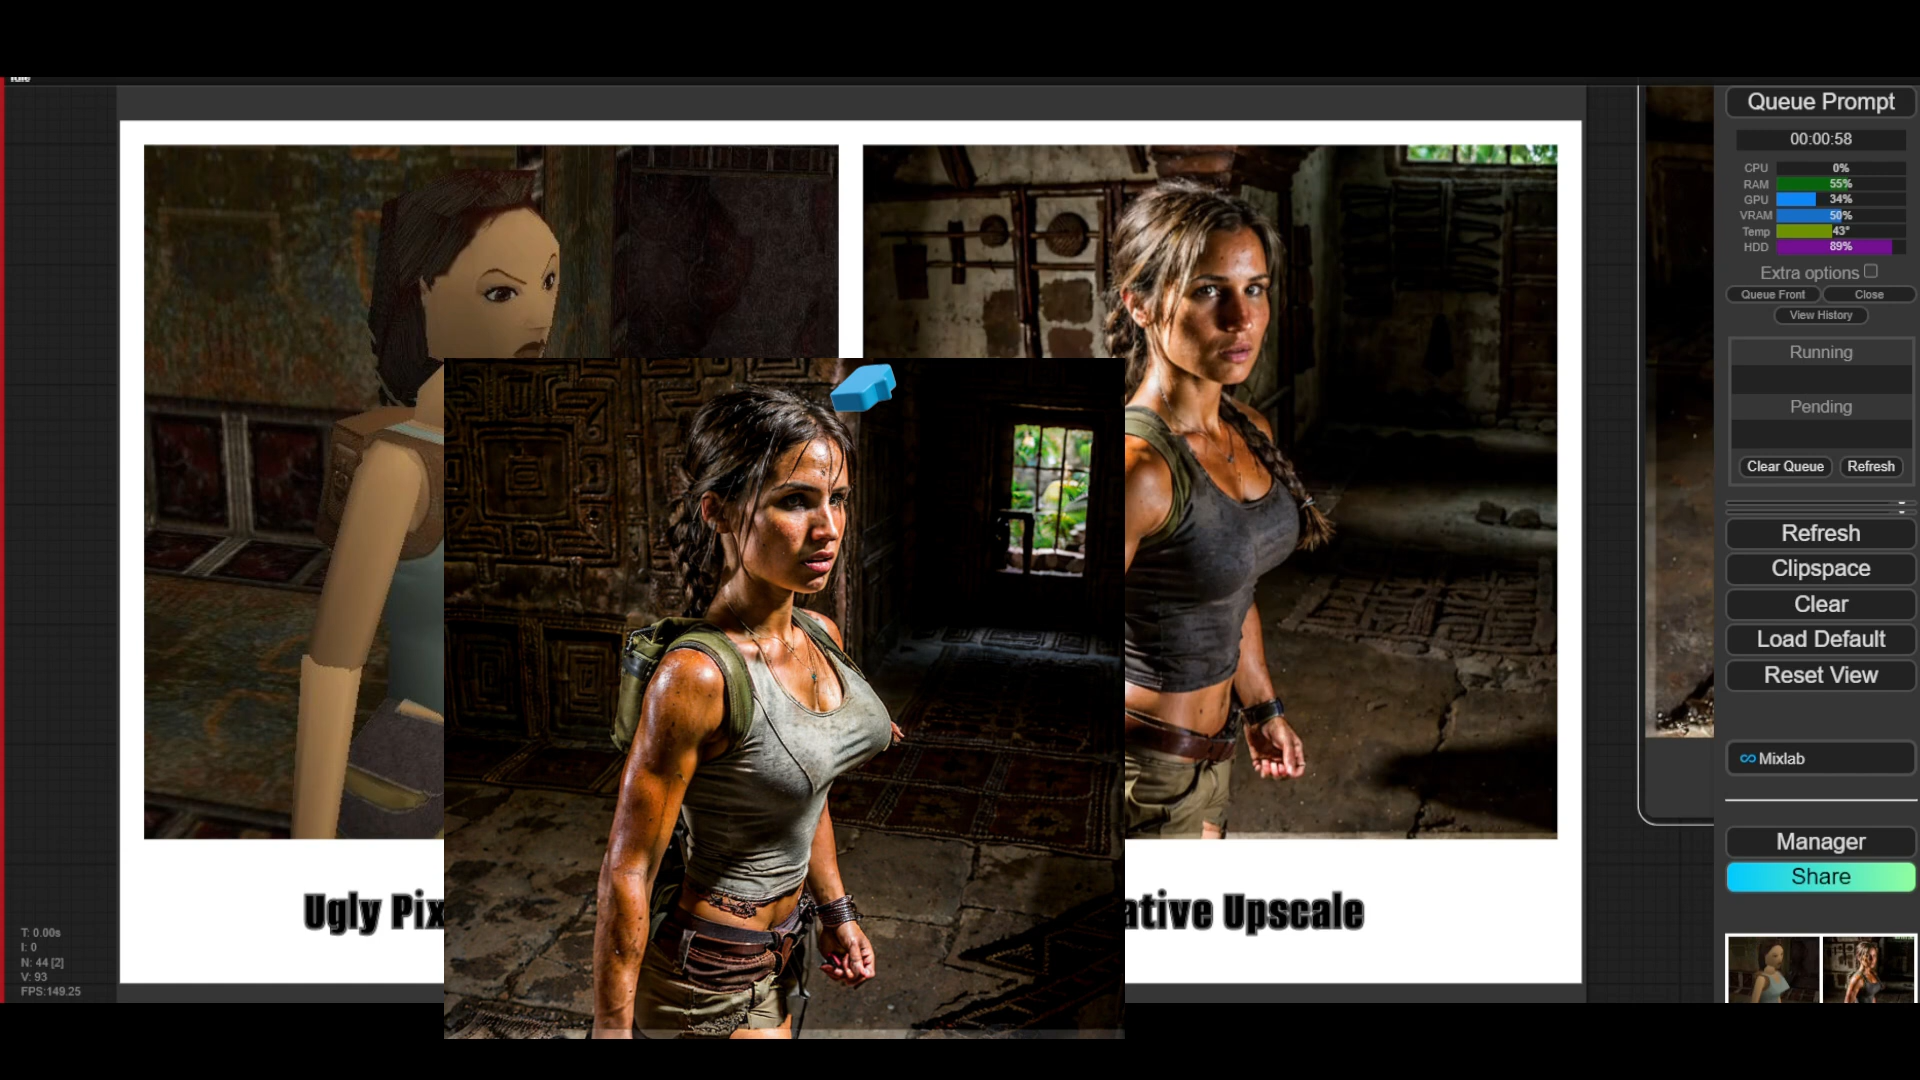 Idle
Queue Prompt
00:00:58
CPU 0%
RAM 55%
GPU 34%
VRAM 50%
Temp 43°
HDD 89%
Extra options
Queue Front Close
View History
Running
Pending
Clear Queue Refresh
Refresh
Clipspace
Clear
Load Default
Reset View
Mixlab
Manager
Share
Ugly Pix
ative Upscale
T: 0.00s
I: 0
N: 44 [2]
V: 93
FPS:149.25